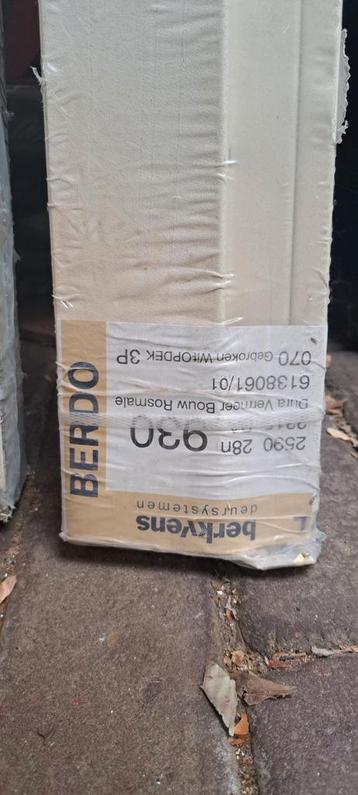 L berkvens
deursystemen
2590 28n 930
Dura Vermeer Bouw Rosmale
6138061/01
070 Gebroken WitOPDEK 3P
BERDO